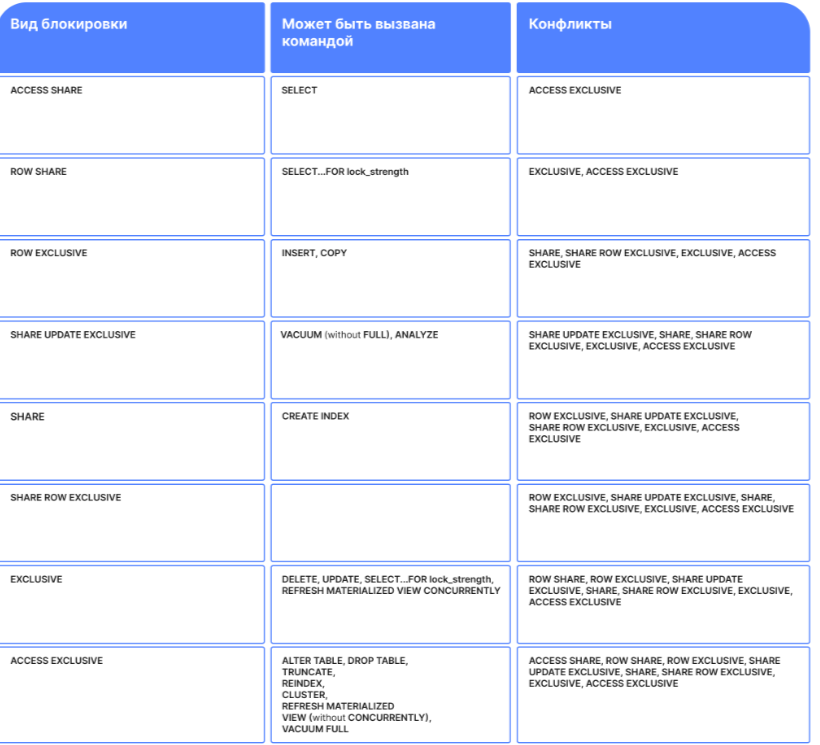 Вид блокировки
Может быть вызвана
командой
Конфликты
ACCESS SHARE
SELECT
ACCESS EXCLUSIVE
ROW SHARE
SELECT...FOR lock_strength
EXCLUSIVE, ACCESS EXCLUSIVE
ROW EXCLUSIVE
INSERT, COPY
SHARE, SHARE ROW EXCLUSIVE, EXCLUSIVE, ACCESS
EXCLUSIVE
SHARE UPDATE EXCLUSIVE
VACUUM (without FULL), ANALYZE
SHARE UPDATE EXCLUSIVE, SHARE, SHARE ROW
EXCLUSIVE, EXCLUSIVE, ACCESS EXCLUSIVE
SHARE
CREATE INDEX
ROW EXCLUSIVE, SHARE UPDATE EXCLUSIVE,
SHARE ROW EXCLUSIVE, EXCLUSIVE, ACCESS
EXCLUSIVE
SHARE ROW EXCLUSIVE
ROW EXCLUSIVE, SHARE UPDATE EXCLUSIVE, SHARE,
SHARE ROW EXCLUSIVE, EXCLUSIVE, ACCESS EXCLUSIVE
EXCLUSIVE
DELETE, UPDATE, SELECT...FOR lock_strength,
REFRESH MATERIALIZED VIEW CONCURRENTLY
ROW SHARE, ROW EXCLUSIVE, SHARE UPDATE
EXCLUSIVE, SHARE, SHARE ROW EXCLUSIVE, EXCLUSIVE,
ACCESS EXCLUSIVE
ACCESS EXCLUSIVE
ALTER TABLE, DROP TABLE,
TRUNCATE,
REINDEX,
CLUSTER,
REFRESH MATERIALIZED
VIEW (without CONCURRENTLY),
VACUUM FULL
ACCESS SHARE, ROW SHARE, ROW EXCLUSIVE, SHARE
UPDATE EXCLUSIVE, SHARE, SHARE ROW EXCLUSIVE,
EXCLUSIVE, ACCESS EXCLUSIVE